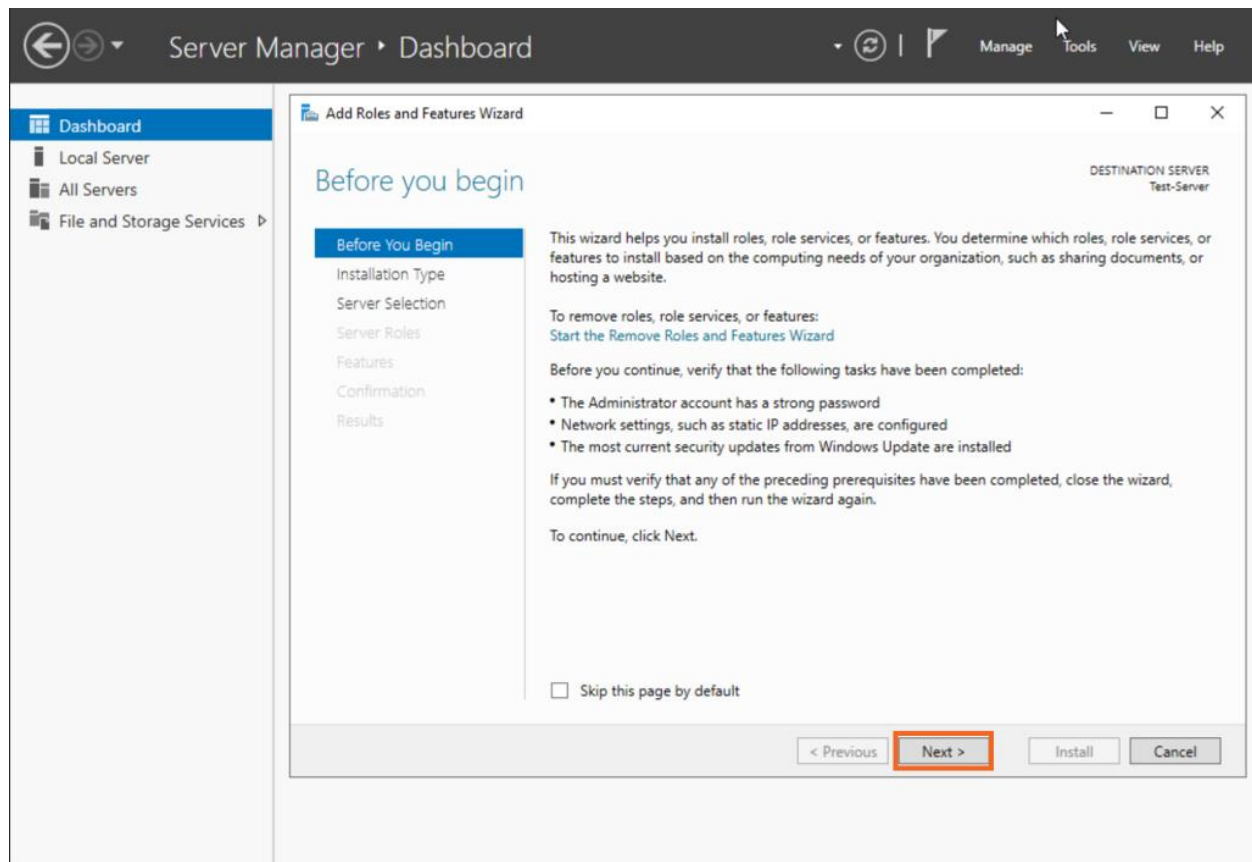 Server Manager ‣ Dashboard
Manage Tools View Help
Dashboard
Local Server
All Servers
File and Storage Services
Add Roles and Features Wizard
Before you begin
DESTINATION SERVER
Test-Server
Before You Begin
Installation Type
Server Selection
Server Roles
Features
Confirmation
Results
This wizard helps you install roles, role services, or features. You determine which roles, role services, or
features to install based on the computing needs of your organization, such as sharing documents, or
hosting a website.
To remove roles, role services, or features:
Start the Remove Roles and Features Wizard
Before you continue, verify that the following tasks have been completed:
• The Administrator account has a strong password
• Network settings, such as static IP addresses, are configured
• The most current security updates from Windows Update are installed
If you must verify that any of the preceding prerequisites have been completed, close the wizard,
complete the steps, and then run the wizard again.
To continue, click Next.
Skip this page by default
< Previous Next > Install Cancel